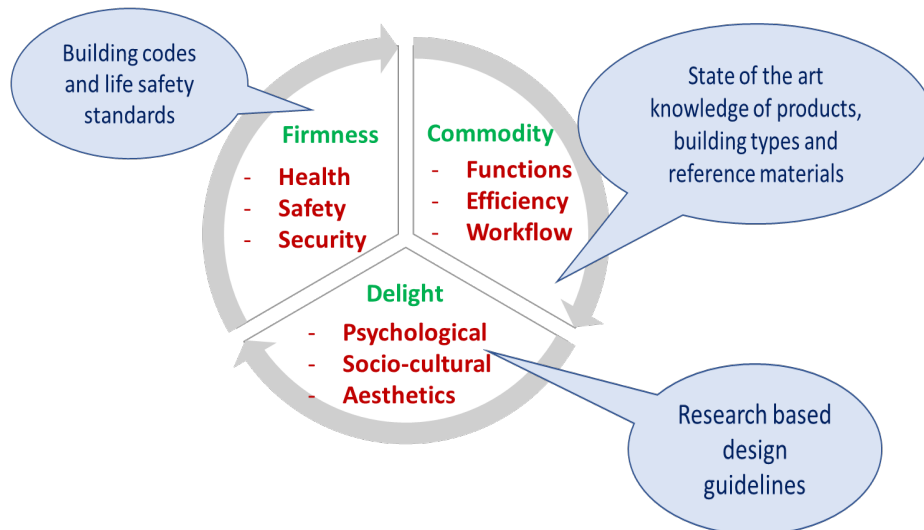 Building codes
and life safety
standards
Firmness
- Health
- Safety
- Security
Commodity
- Functions
- Efficiency
- Workflow
State of the art
knowledge of products,
building types and
reference materials
Delight
- Psychological
- Socio-cultural
- Aesthetics
Research based
design
guidelines